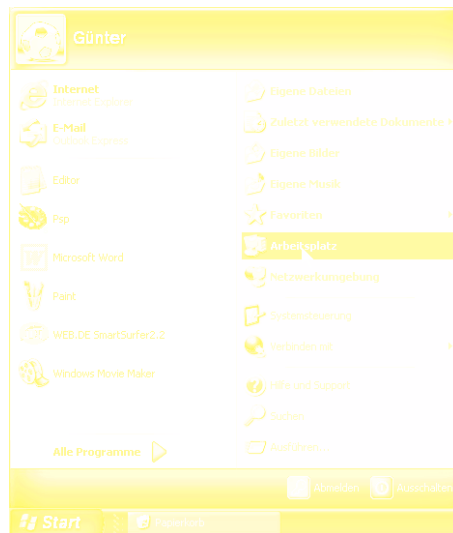 Günter
Internet
Internet Explorer
E-Mail
Outlook Express
Editor
Psp
Microsoft Word
Paint
WEB.DE SmartSurfer2.2
Windows Movie Maker
Alle Programme
Eigene Dateien
Zuletzt verwendete Dokumente
Eigene Bilder
Eigene Musik
Favoriten
Arbeitsplatz
Netzwerkumgebung
Systemsteuerung
Verbinden mit
Hilfe und Support
Suchen
Ausführen...
Abmelden
Ausschalten
Start